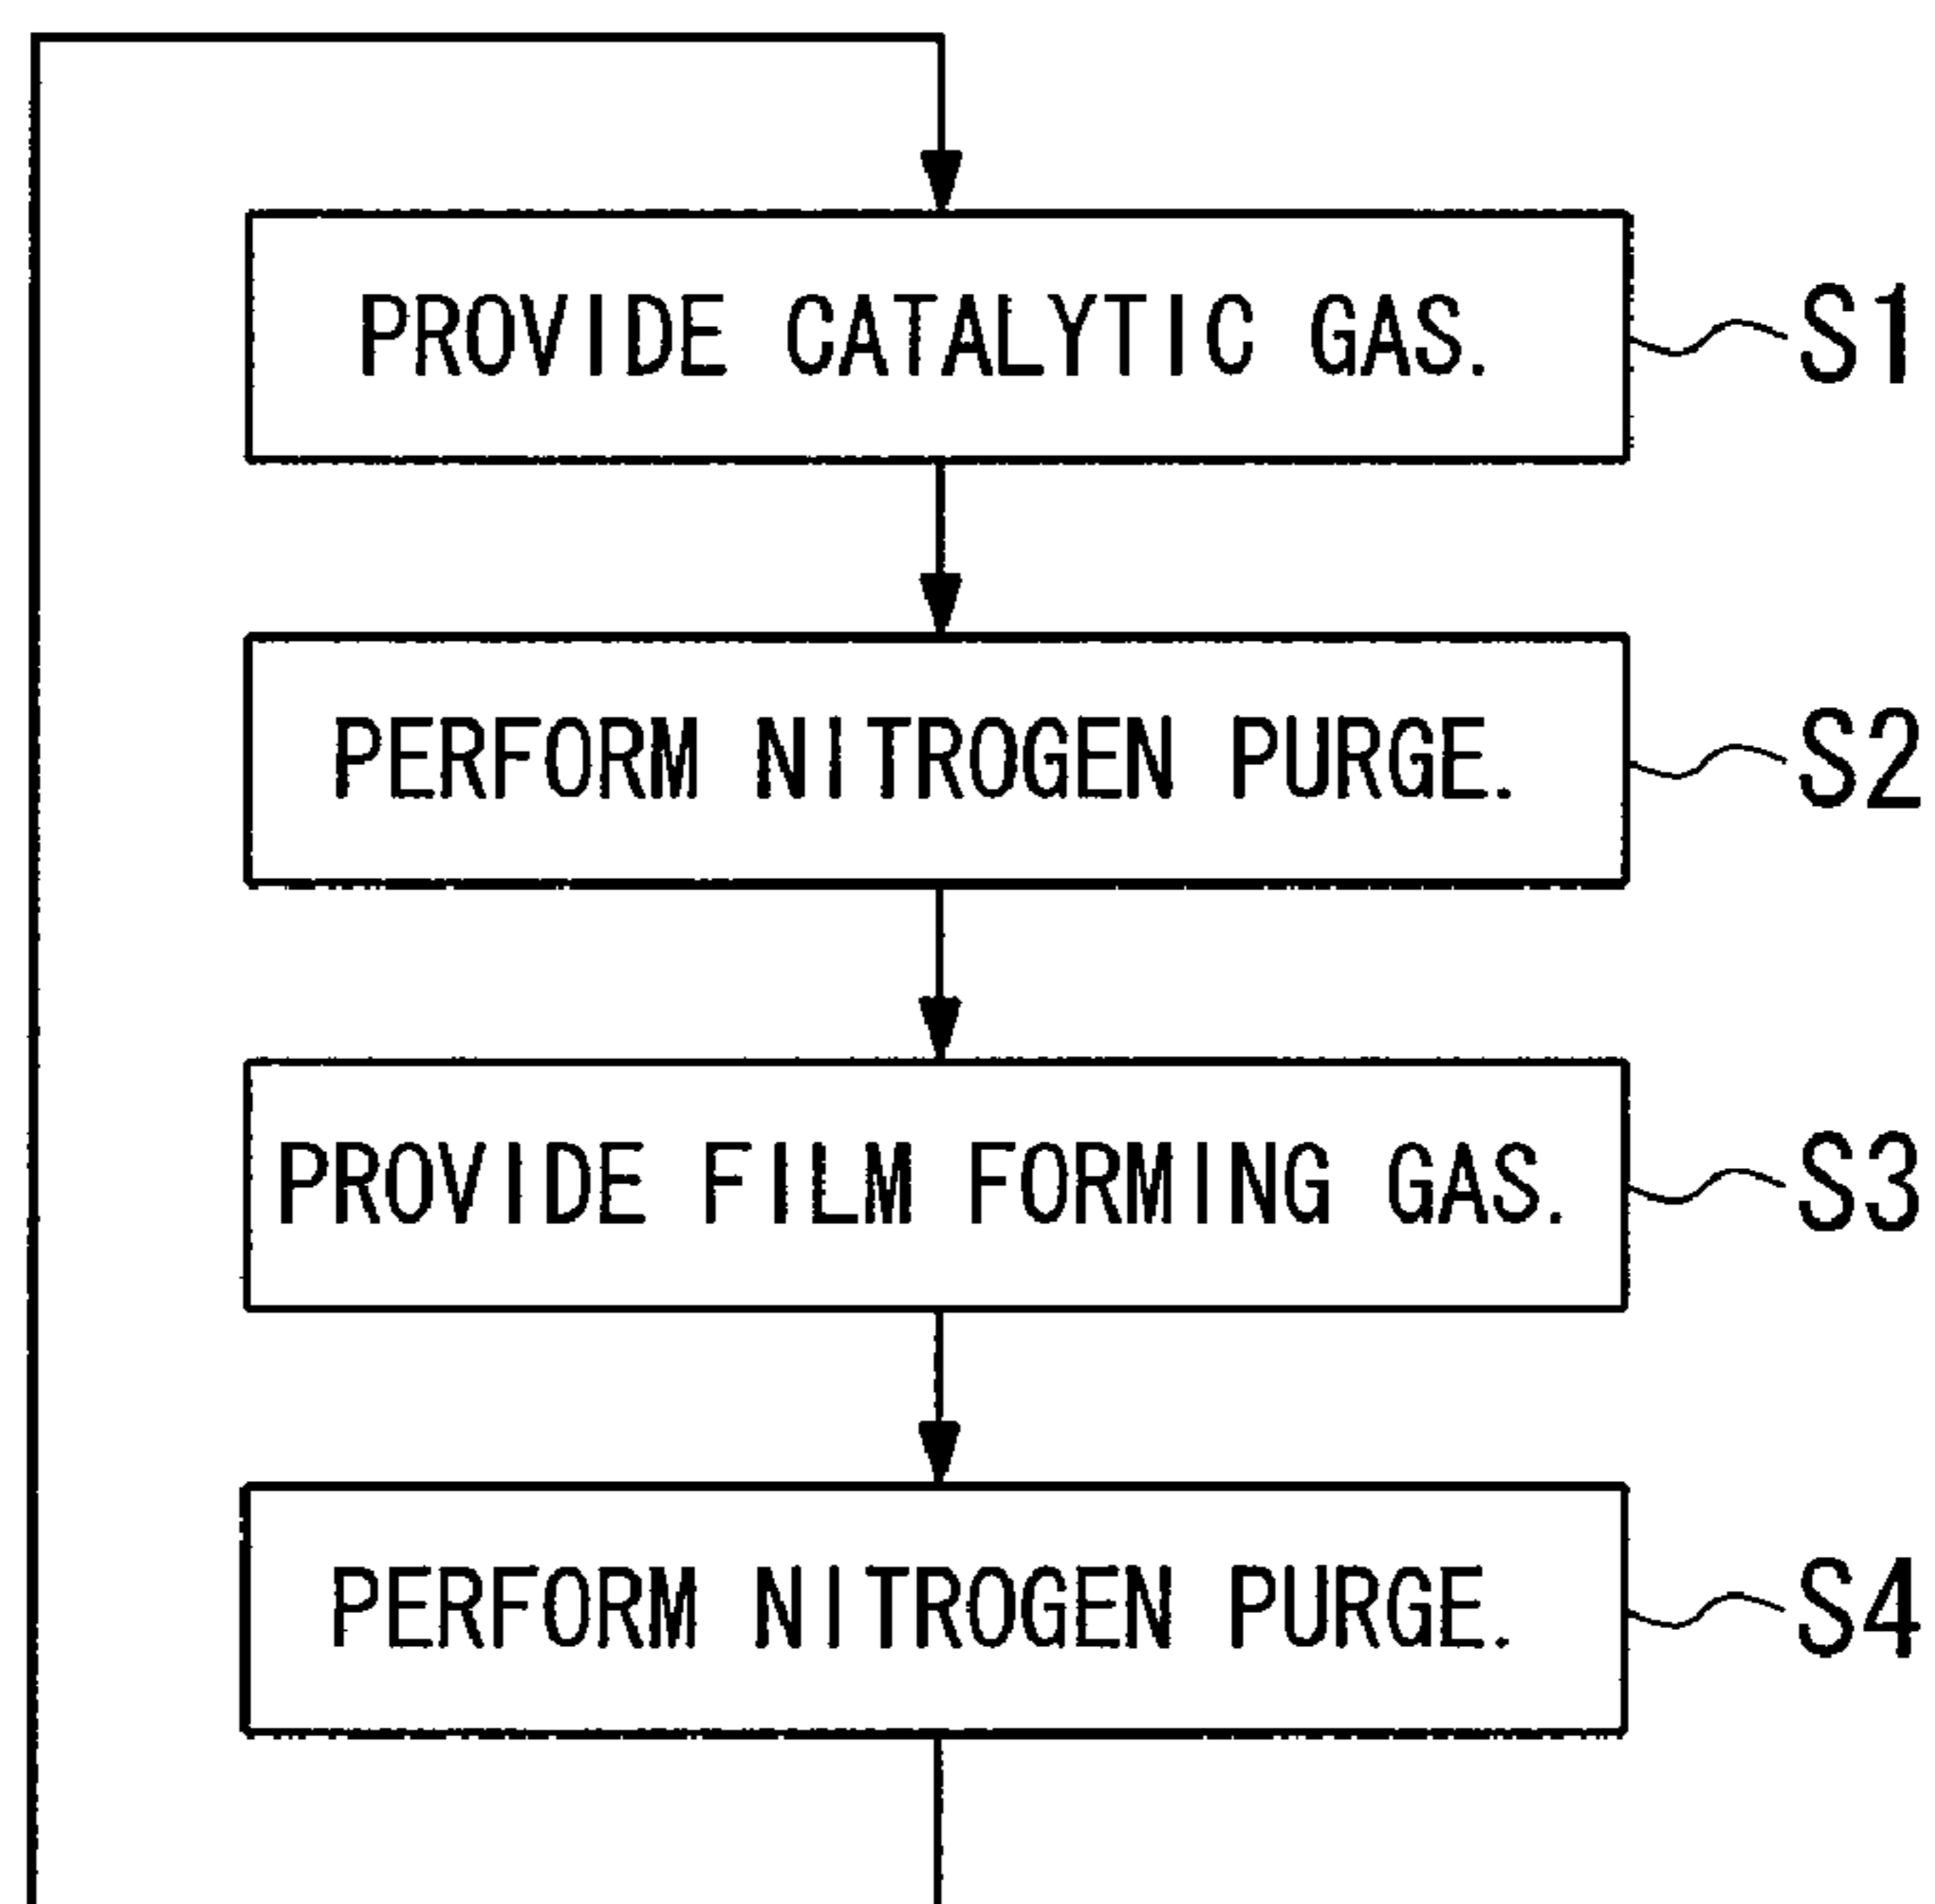 PROVIDE CATALYTIC GAS.
S1
PERFORM NITROGEN PURGE.
S2
PROVIDE FILM FORMING GAS.
S3
PERFORM NITROGEN PURGE.
S4